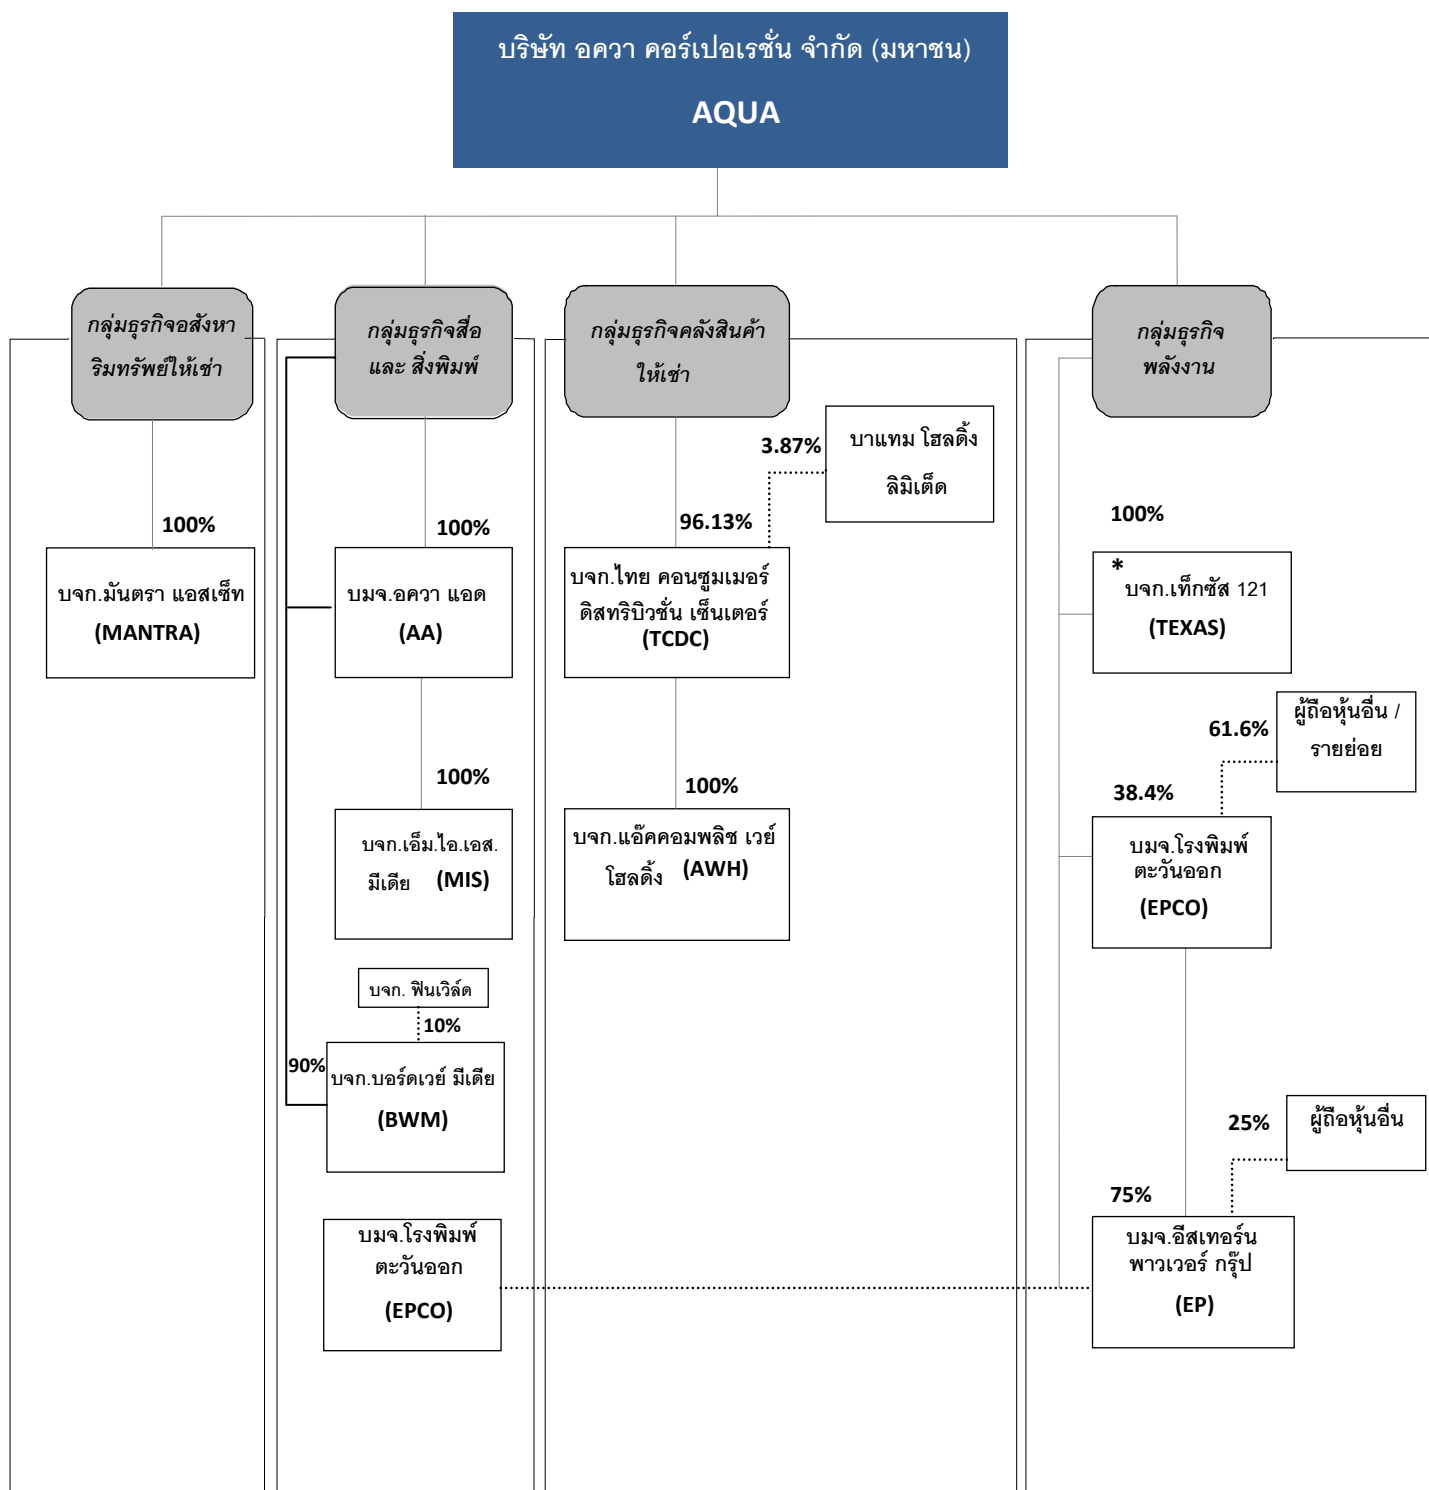 บริษัท อควา คอร์เปอเรชั่น จำกัด (มหาชน)
AQUA
กลุ่มธุรกิจอสังหา
ริมทรัพย์ให้เช่า
กลุ่มธุรกิจสื่อ
และ สิ่งพิมพ์
กลุ่มธุรกิจคลังสินค้า
ให้เช่า
กลุ่มธุรกิจ
พลังงาน
100%
บจก.มันตรา แอสเซ็ท
(MANTRA)
100%
บมจ.อควา แอด
(AA)
100%
บจก.เอ็ม.ไอ.เอส.
มีเดีย (MIS)
บจก. ฟินเวิล์ด
10%
90%
บจก.บอร์ดเวย์ มีเดีย
(BWM)
บมจ.โรงพิมพ์
ตะวันออก
(EPCO)
3.87%
บาแทม โฮลดิ้ง
ลิมิเต็ด
96.13%
บจก.ไทย คอนซูมเมอร์
ดิสทริบิวชั่น เซ็นเตอร์
(TCDC)
100%
บจก.แอ๊คคอมพลิช เวย์
โฮลดิ้ง (AWH)
100%
*
บจก.เท็กซัส 121
(TEXAS)
61.6%
ผู้ถือหุ้นอื่น /
รายย่อย
38.4%
บมจ.โรงพิมพ์
ตะวันออก
(EPCO)
25%
ผู้ถือหุ้นอื่น
75%
บมจ.อีสเทอร์น
พาวเวอร์ กรุ๊ป
(EP)